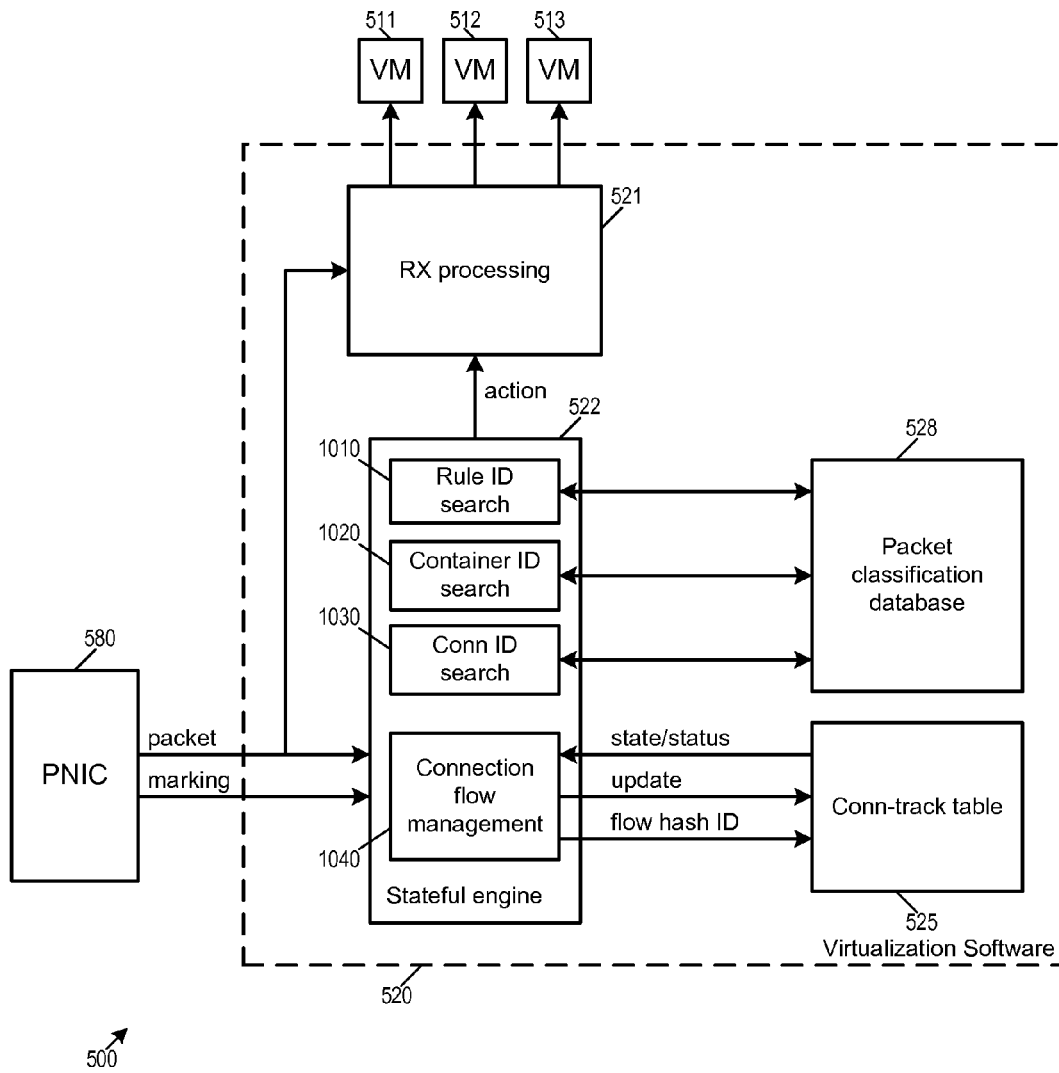 511
512
513
VM
VM
VM
521
RX processing
action
522
528
1010
Rule ID
search
1020
Container ID
search
Packet
classification
database
1030
Conn ID
search
580
PNIC
packet
marking
state/status
update
flow hash ID
Connection
flow
management
1040
Conn-track table
Stateful engine
525
Virtualization Software
520
500